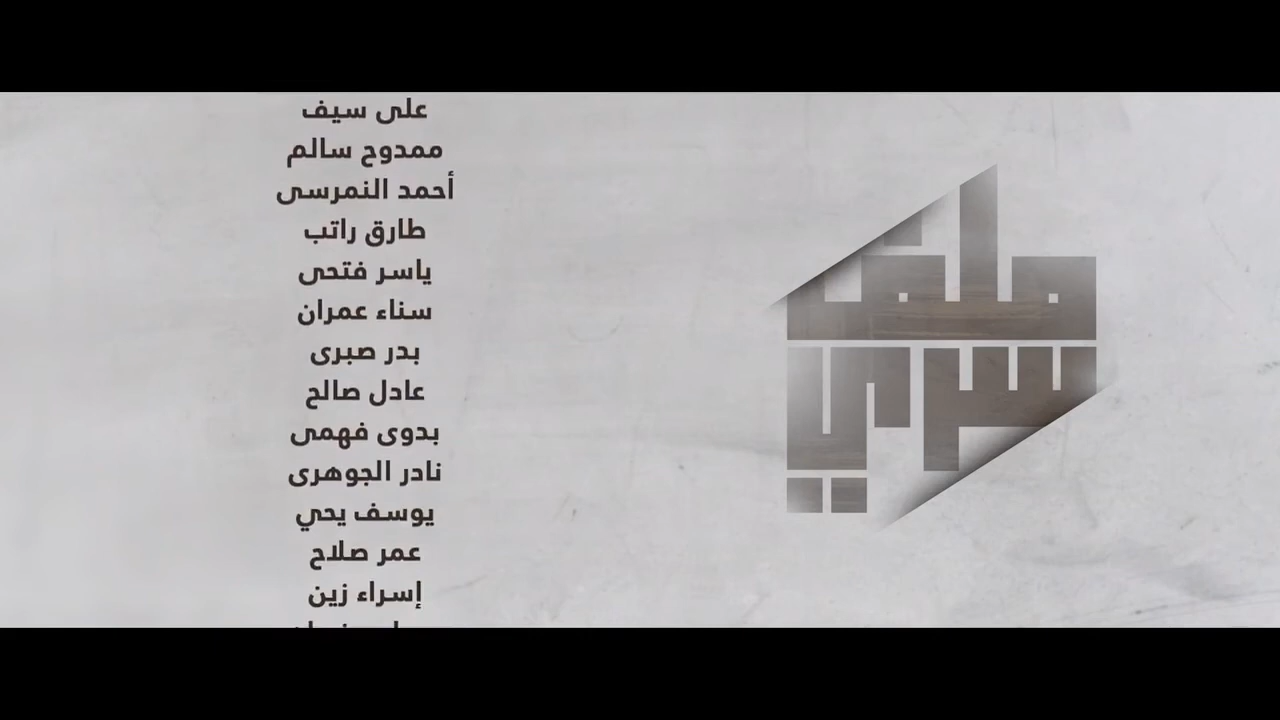 على سيف
ممدوح سالم
أحمد النمرسى
طارق راتب
ياسر فتحى
سناء عمران
بدر صبرى
عادل صالح
بدوى فهمى
نادر الجوهرى
يوسف يحي
عمر صلاح
إسراء زين
ملف
سري